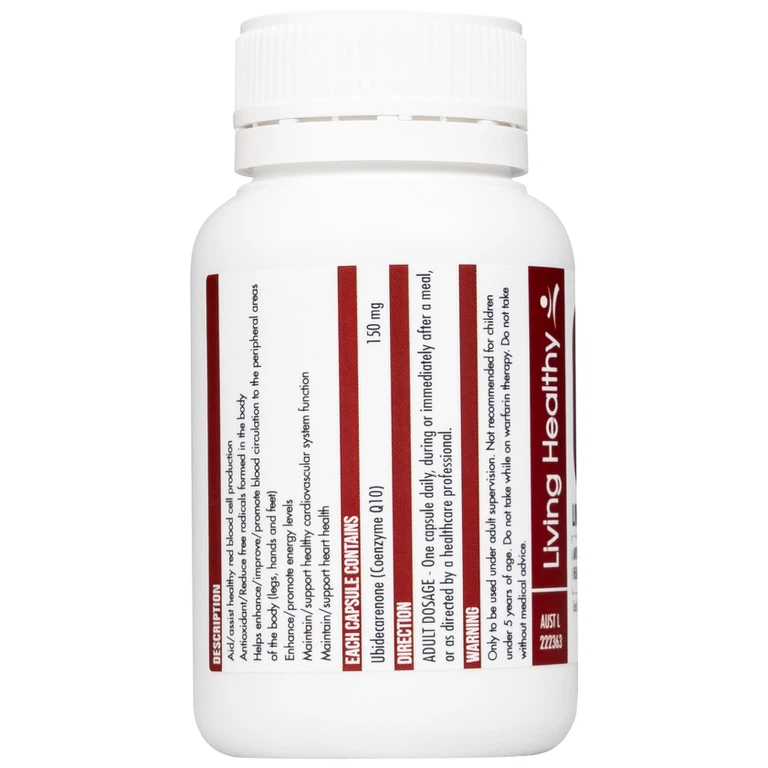 DESCRIPTION
Aid/assist healthy red blood cell production
Antioxidant/Reduce free radicals formed in the body
Helps enhance/improve/promote blood circulation to the peripheral areas
of the body (legs, hands and feet)
Enhance/promote energy levels
Maintain/support healthy cardiovascular system function
Maintain/support heart health
EACH CAPSULE CONTAINS
Ubidecarenone (Coenzyme Q10) 150 mg
DIRECTION
ADULT DOSAGE - One capsule daily, during or immediately after a meal,
or as directed by a healthcare professional.
WARNING
Only to be used under adult supervision. Not recommended for children
under 5 years of age. Do not take while on warfarin therapy. Do not take
without medical advice.
Living Healthy
AUST L
222363